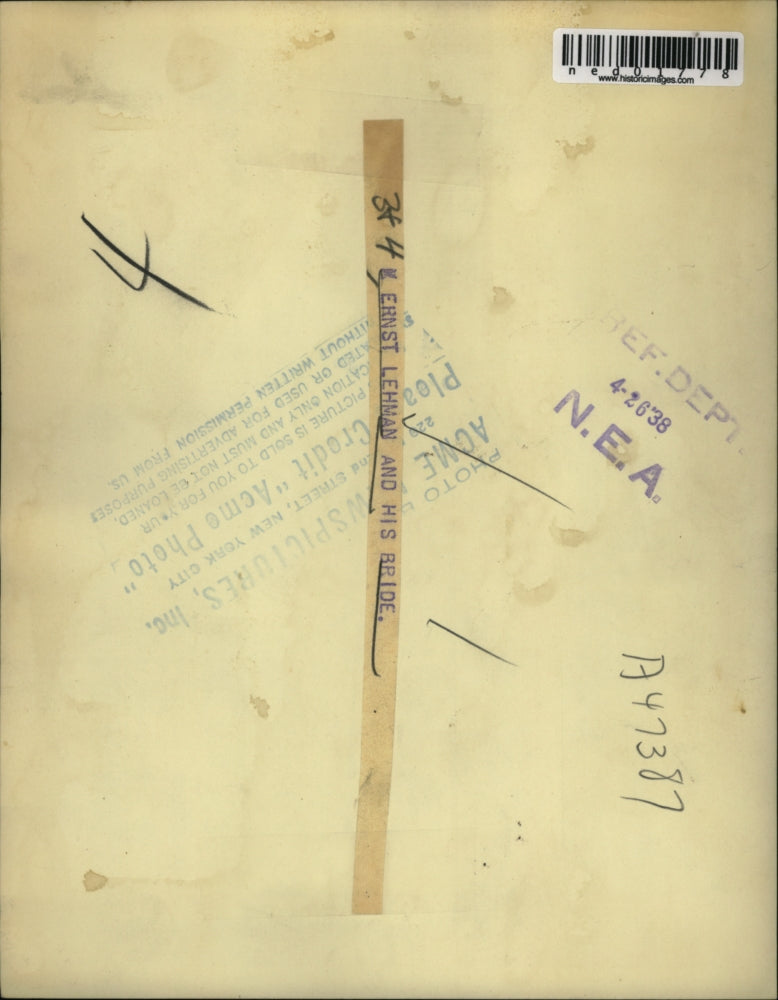 ned01778
www.historicimages.com
34 4
ERNST LEHMAN AND HIS BRIDE.
REF. DEPT.
4-26'38
N.E.A.
A47387
PHOTO
ACME NEWSPICTURES, Inc.
STREET, NEW YORK CITY
Please Credit "Acme Photo"
PICTURE IS SOLD TO YOU FOR YOUR
PUBLICATION ONLY AND MUST NOT BE LOANED,
OR USED FOR ADVERTISING PURPOSES
WITHOUT WRITTEN PERMISSION FROM US.